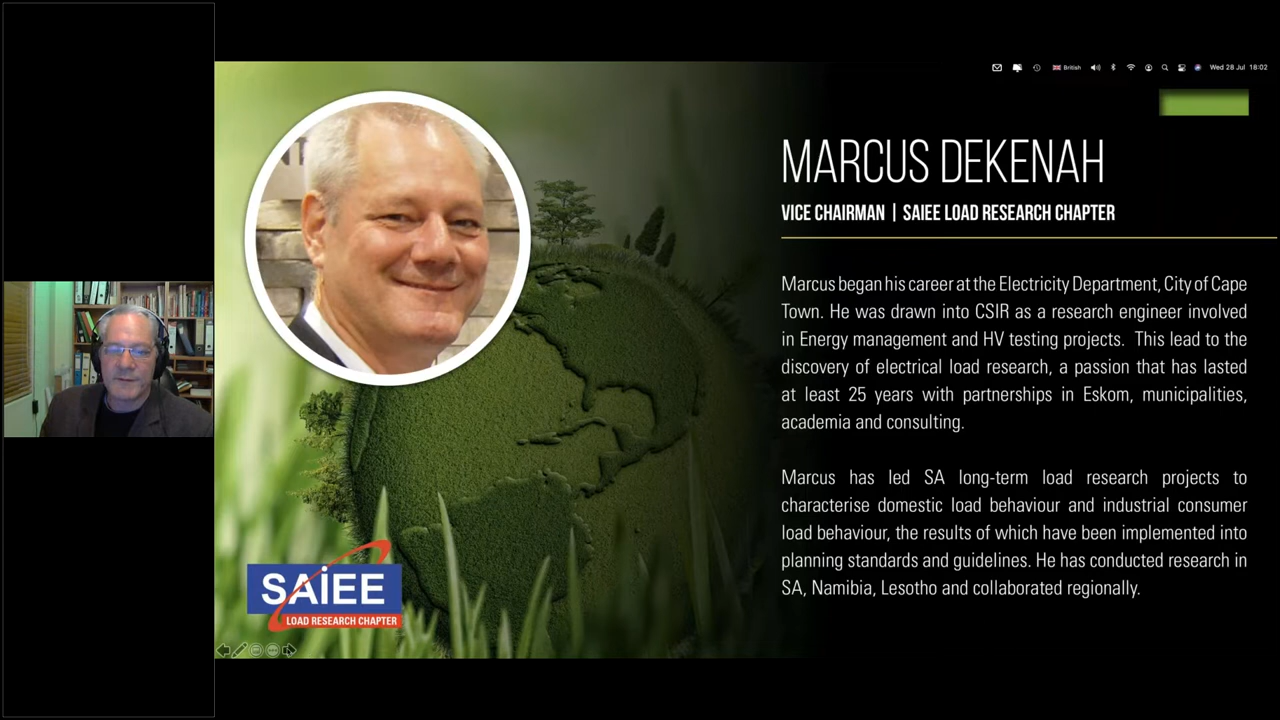 British
Wed 28 Jul 18:02
MARCUS DEKENAH
VICE CHAIRMAN | SAIEE LOAD RESEARCH CHAPTER
Marcus began his career at the Electricity Department, City of Cape
Town. He was drawn into CSIR as a research engineer involved
in Energy management and HV testing projects. This lead to the
discovery of electrical load research, a passion that has lasted
at least 25 years with partnerships in Eskom, municipalities,
academia and consulting.
Marcus has led SA long-term load research projects to
characterise domestic load behaviour and industrial consumer
load behaviour, the results of which have been implemented into
planning standards and guidelines. He has conducted research in
SA, Namibia, Lesotho and collaborated regionally.
SAiEE
LOAD RESEARCH CHAPTER